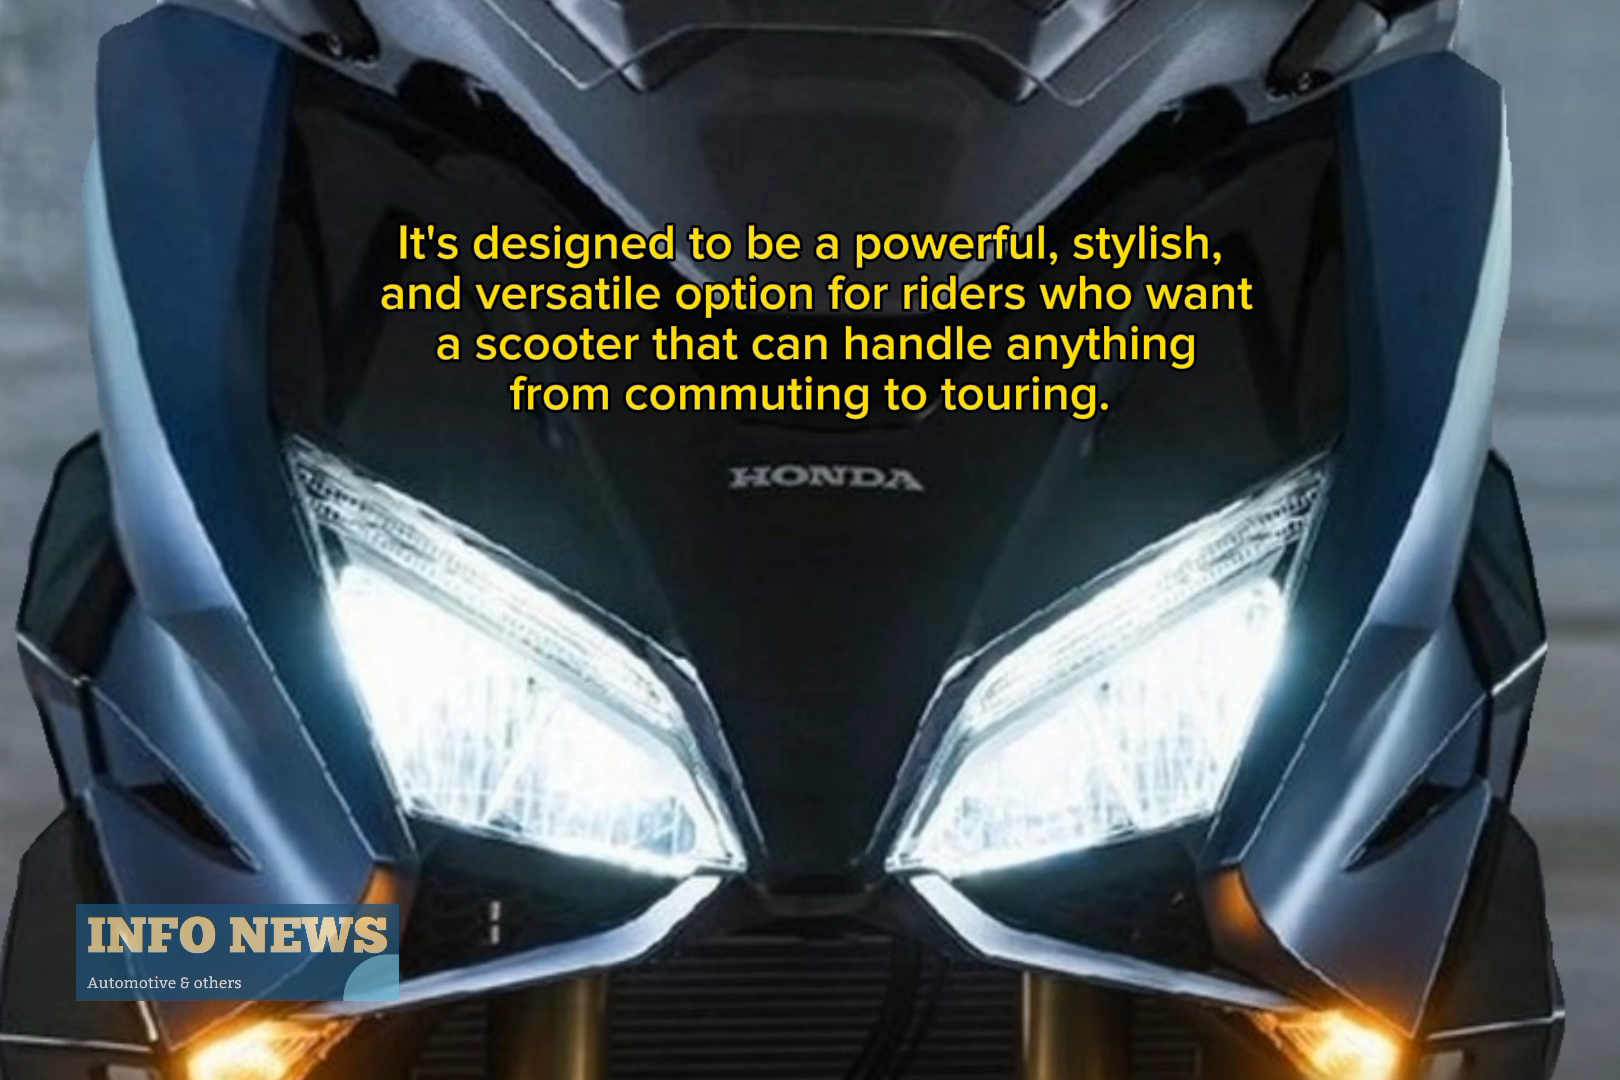 It's designed to be a powerful, stylish,
and versatile option for riders who want
a scooter that can handle anything
from commuting to touring.
HONDA
INFO NEWS
Automotive & others